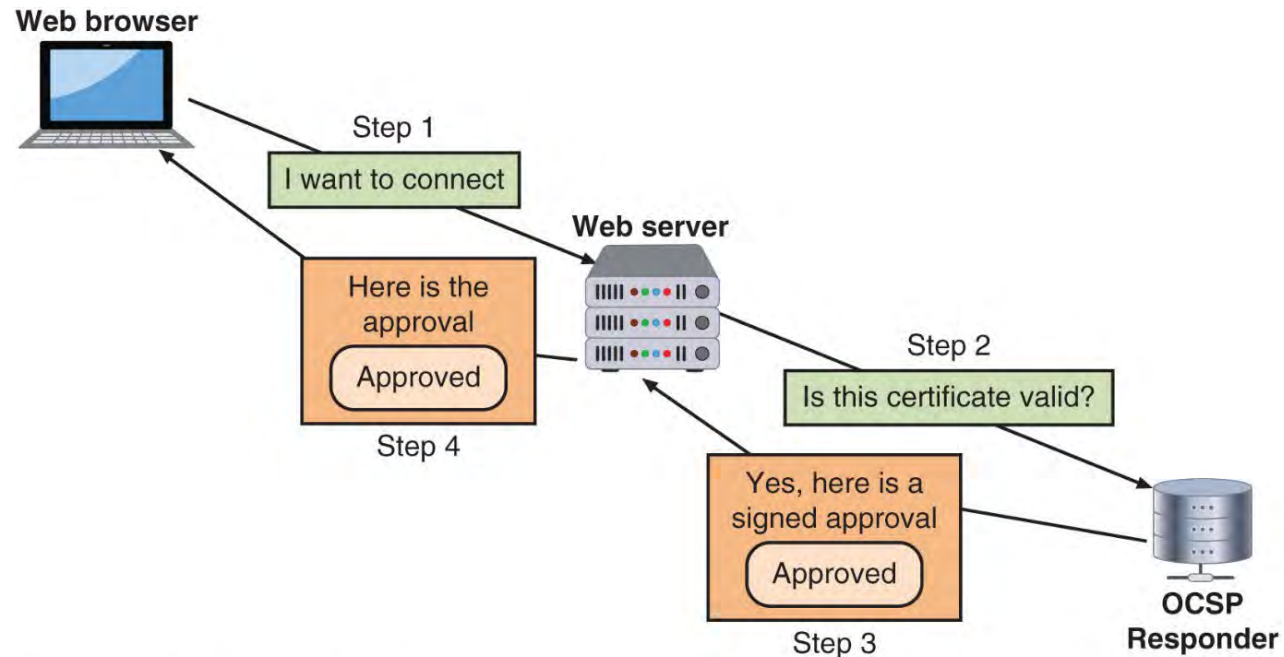 Web browser
Step 1
I want to connect
Web server
Here is the
approval
Approved
Step 4
Step 2
Is this certificate valid?
Yes, here is a
signed approval
Approved
Step 3
OCSP
Responder